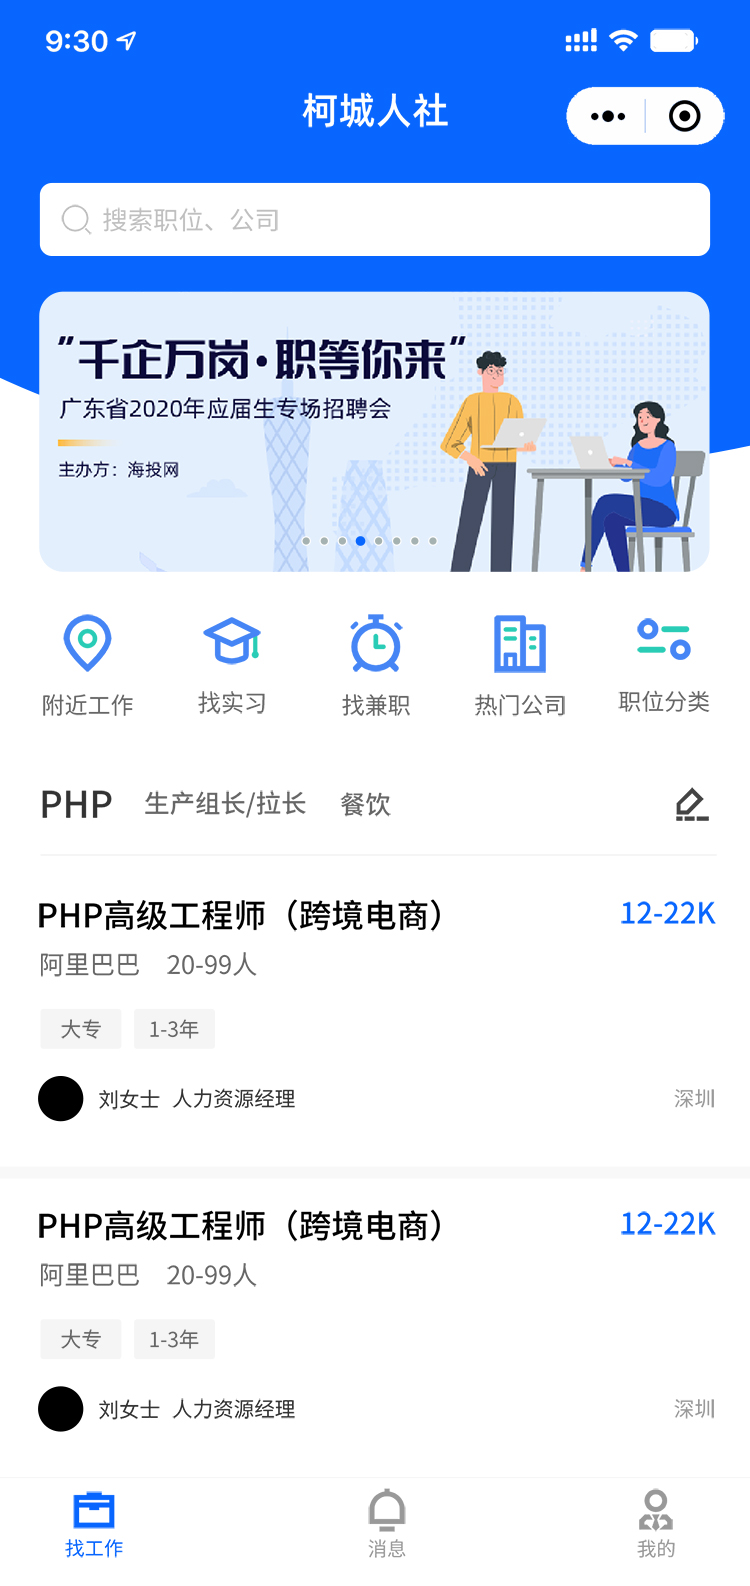 9:30
柯城人社
搜索职位、公司
"千企万岗·职等你来"
广东省2020年应届生专场招聘会
主办方：海投网
附近工作 找实习 找兼职 热门公司 职位分类
PHP 生产组长/拉长 餐饮
PHP高级工程师（跨境电商） 12-22K
阿里巴巴 20-99人
大专 1-3年
刘女士 人力资源经理 深圳
PHP高级工程师（跨境电商） 12-22K
阿里巴巴 20-99人
大专 1-3年
刘女士 人力资源经理 深圳
找工作 消息 我的